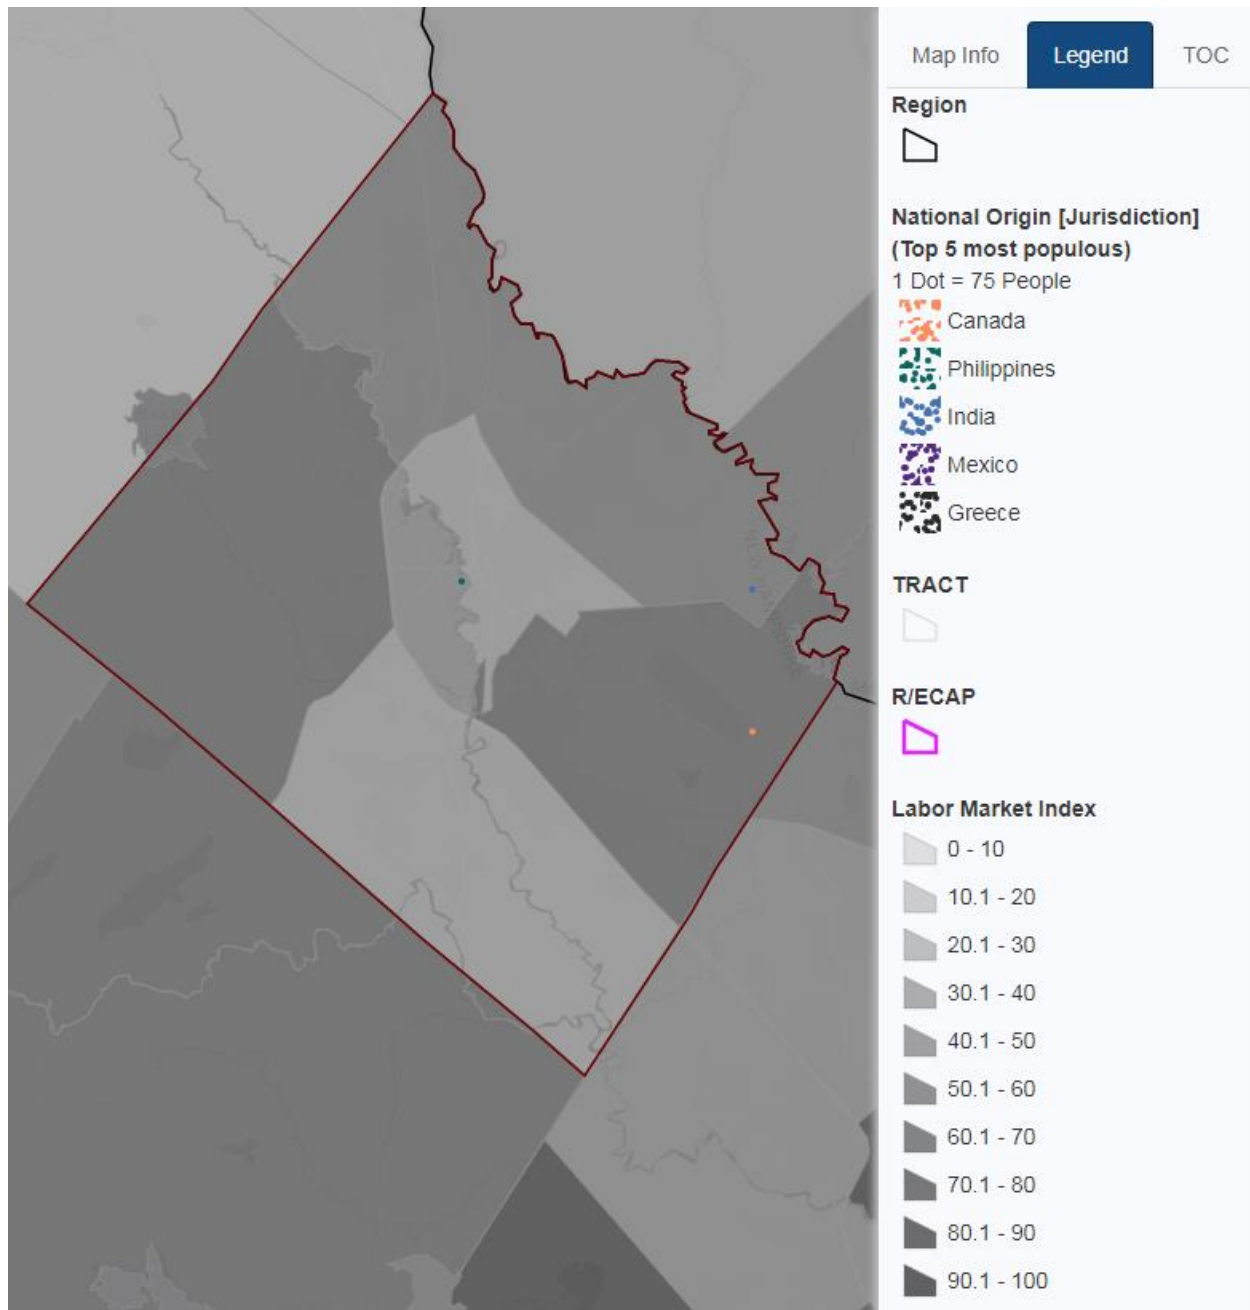 Map Info Legend TOC
Region
National Origin [Jurisdiction]
(Top 5 most populous)
1 Dot = 75 People
Canada
Philippines
India
Mexico
Greece
TRACT
R/ECAP
Labor Market Index
0 - 10
10.1 - 20
20.1 - 30
30.1 - 40
40.1 - 50
50.1 - 60
60.1 - 70
70.1 - 80
80.1 - 90
90.1 - 100